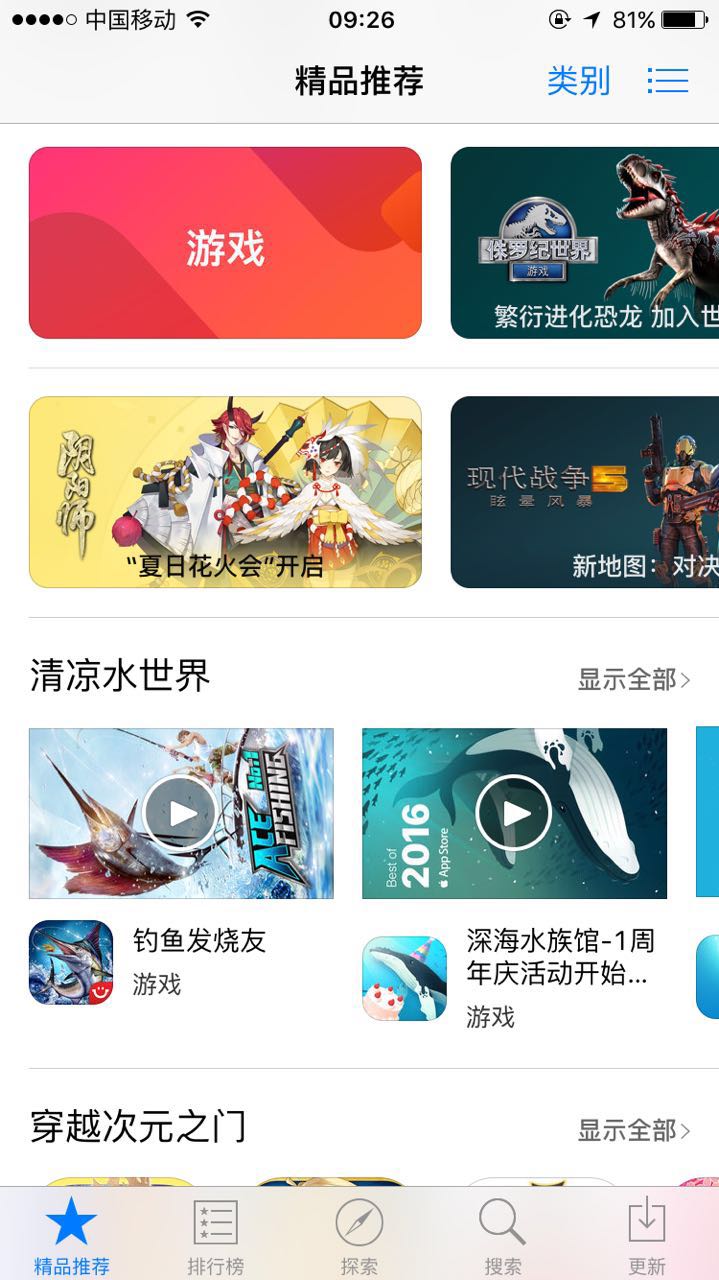 中国移动
09:26
81%
精品推荐
类别
游戏
侏罗纪世界
游戏
繁衍进化恐龙 加入世
阴阳师
“夏日花火会”开启
现代战争5
眩晕风暴
新地图：对决
清凉水世界
显示全部
ACE No.1 FISHING
Best of
2016
App Store
钓鱼发烧友
游戏
深海水族馆-1周
年庆活动开始...
游戏
穿越次元之门
显示全部
精品推荐
排行榜
探索
搜索
更新